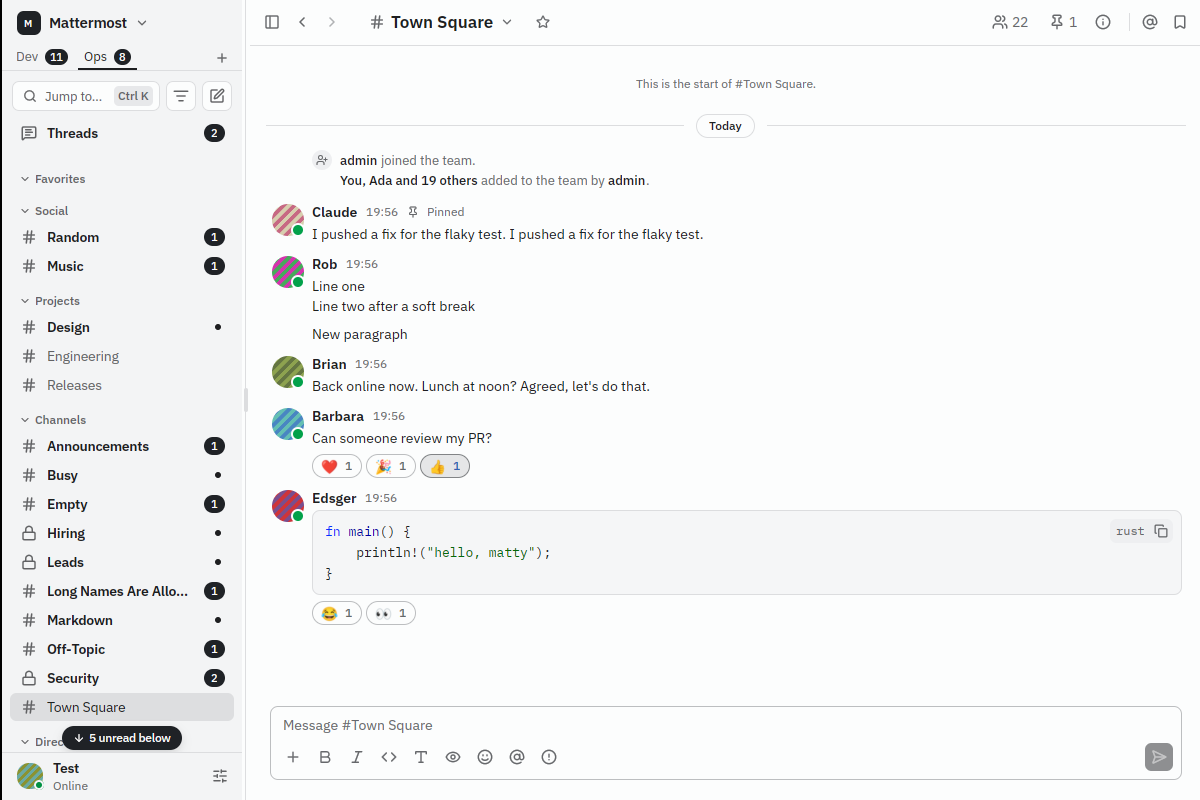 M Mattermost
Dev 11 Ops 8
Jump to... Ctrl K
Threads 2
Favorites
Social
Random 1
Music 1
Projects
Design
Engineering
Releases
Channels
Announcements 1
Busy
Empty 1
Hiring
Leads
Long Names Are Allo... 1
Markdown
Off-Topic 1
Security 2
Town Square
Direc
5 unread below
Test
Online
Town Square
22
1
This is the start of #Town Square.
Today
admin joined the team.
You, Ada and 19 others added to the team by admin.
Claude 19:56 Pinned
I pushed a fix for the flaky test. I pushed a fix for the flaky test.
Rob 19:56
Line one
Line two after a soft break
New paragraph
Brian 19:56
Back online now. Lunch at noon? Agreed, let's do that.
Barbara 19:56
Can someone review my PR?
❤️ 1 🎉 1 👍 1
Edsger 19:56
fn main() {
    println!("hello, matty");
}
rust
😂 1 👀 1
Message #Town Square